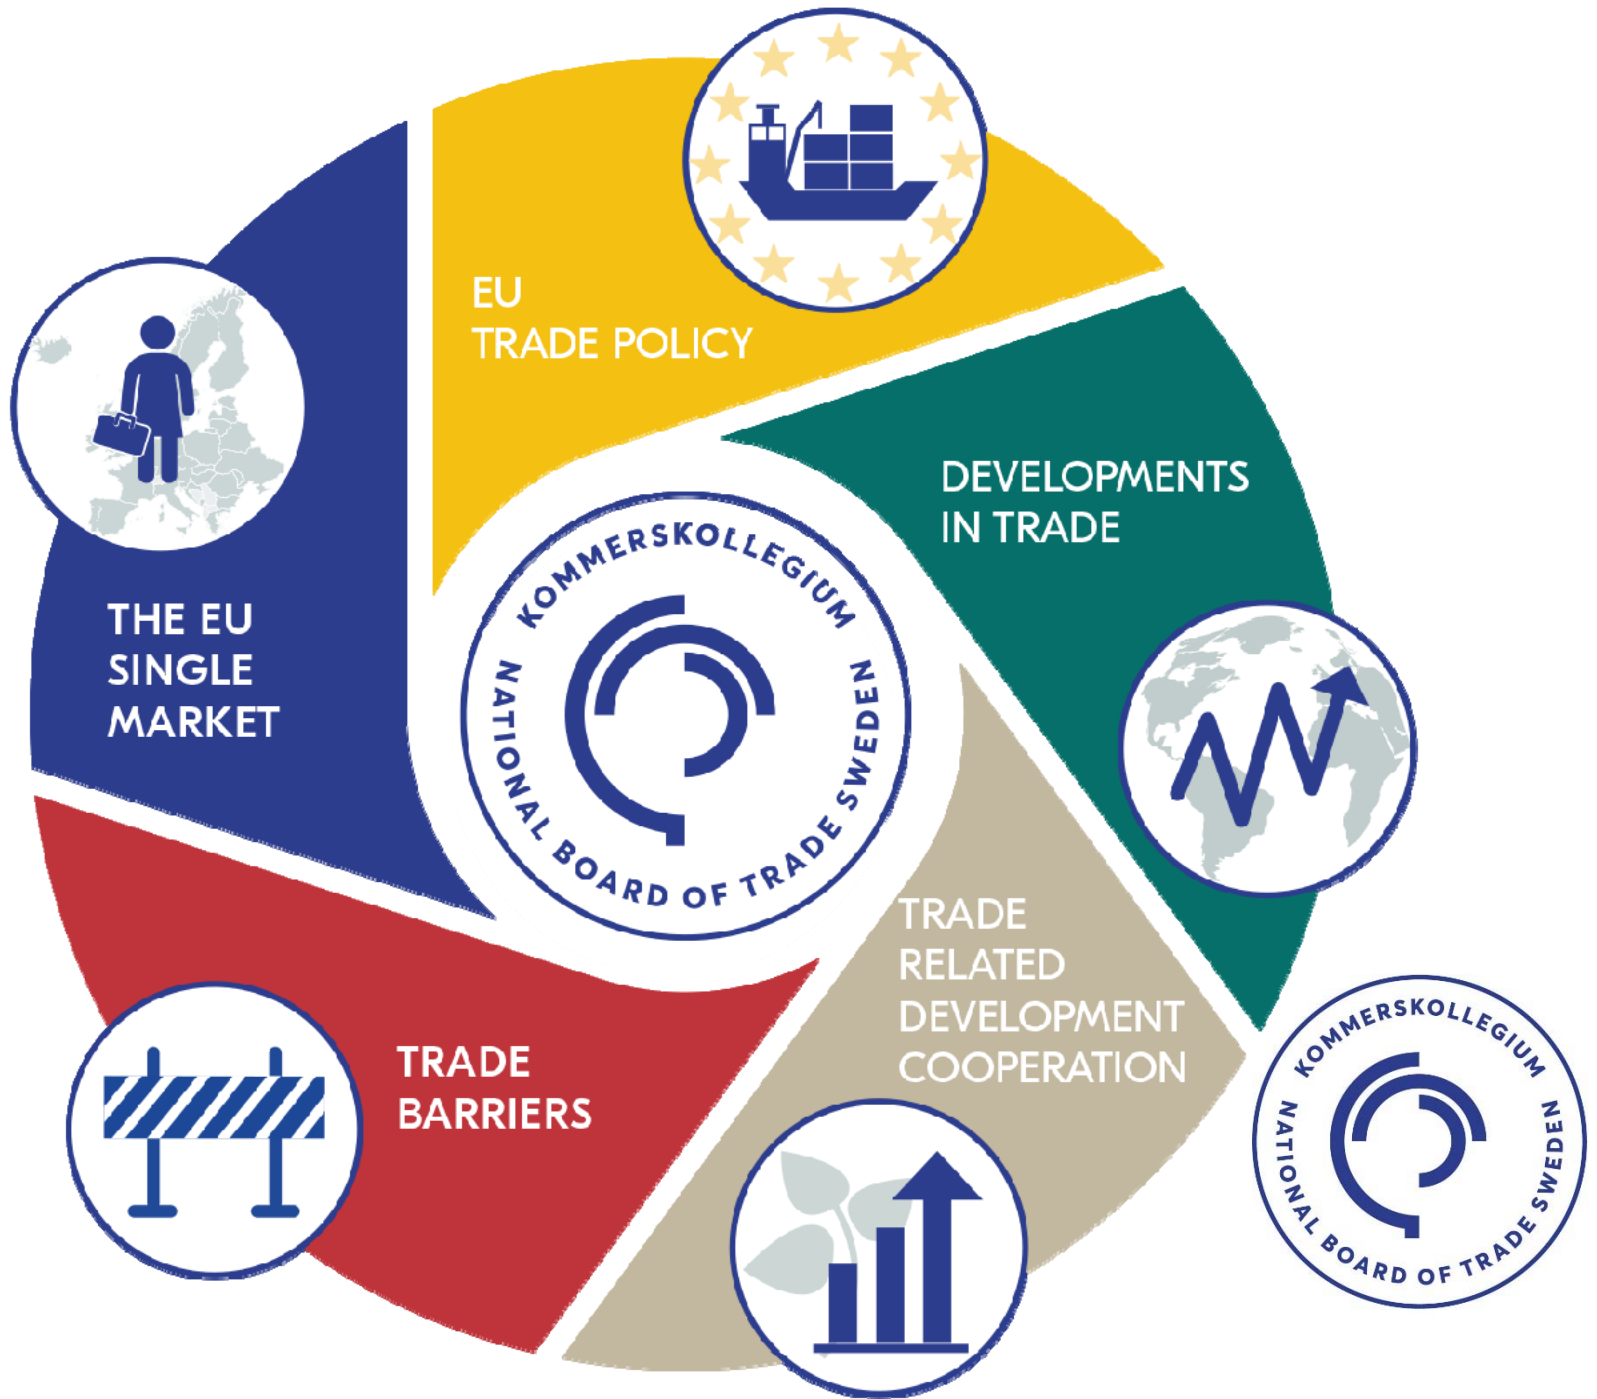 EU
TRADE POLICY
DEVELOPMENTS
IN TRADE
THE EU
SINGLE
MARKET
KOMMERSKOLLEGIUM
NATIONAL BOARD OF TRADE SWEDEN
TRADE
RELATED
DEVELOPMENT
COOPERATION
TRADE
BARRIERS
KOMMERSKOLLEGIUM
NATIONAL BOARD OF TRADE SWEDEN